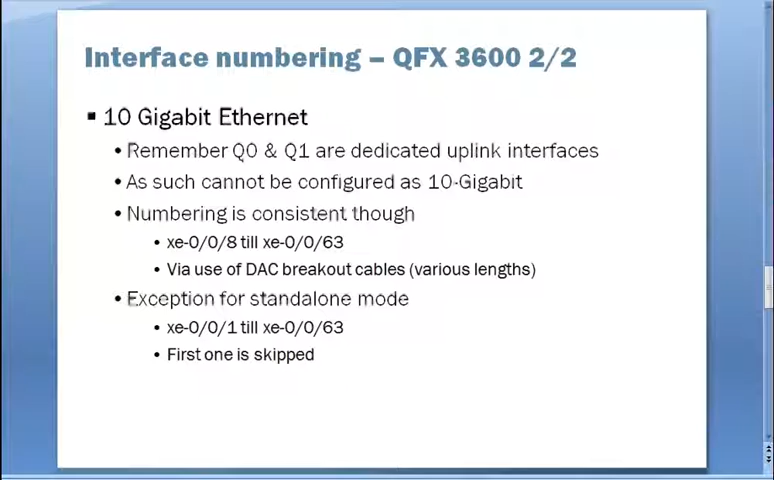 Interface numbering – QFX 3600 2/2
▪ 10 Gigabit Ethernet
• Remember Q0 & Q1 are dedicated uplink interfaces
• As such cannot be configured as 10-Gigabit
• Numbering is consistent though
• xe-0/0/8 till xe-0/0/63
• Via use of DAC breakout cables (various lengths)
• Exception for standalone mode
• xe-0/0/1 till xe-0/0/63
• First one is skipped